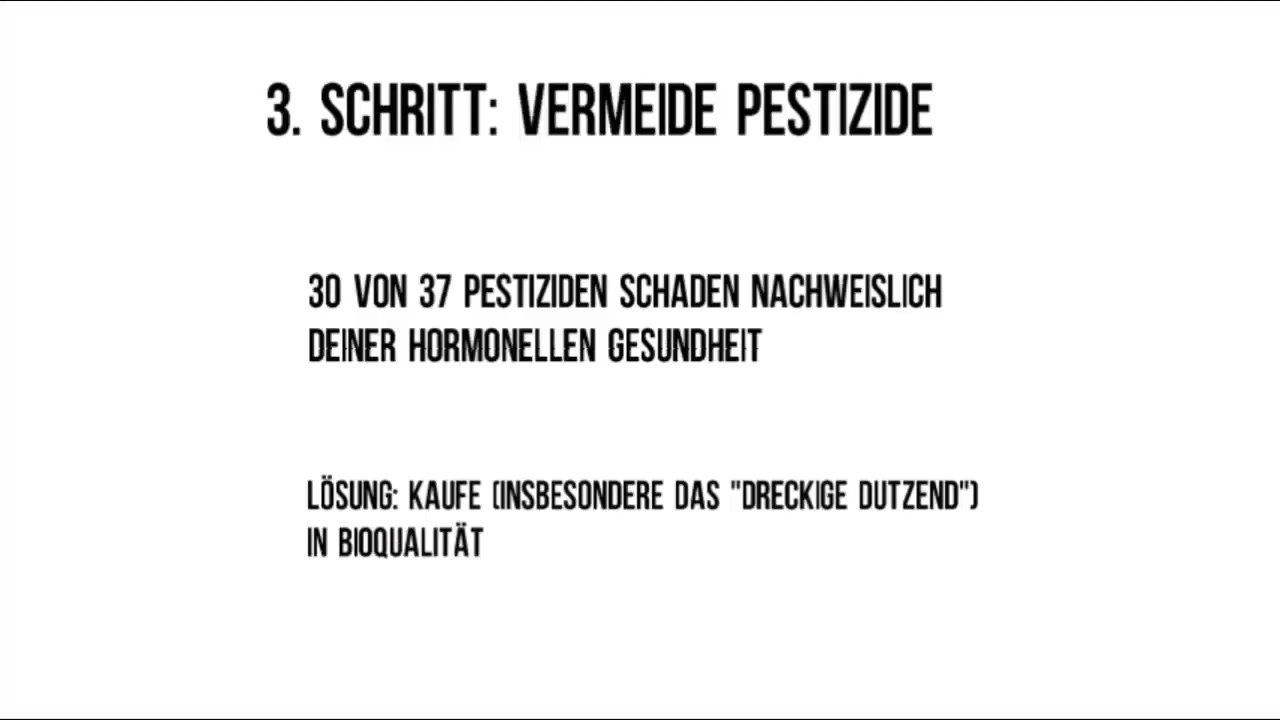 3. SCHRITT: VERMEIDE PESTIZIDE
30 VON 37 PESTIZIDEN SCHADEN NACHWEISLICH
DEINER HORMONELLEN GESUNDHEIT
LÖSUNG: KAUFE (INSBESONDERE DAS "DRECKIGE DUTZEND")
IN BIOQUALITÄT